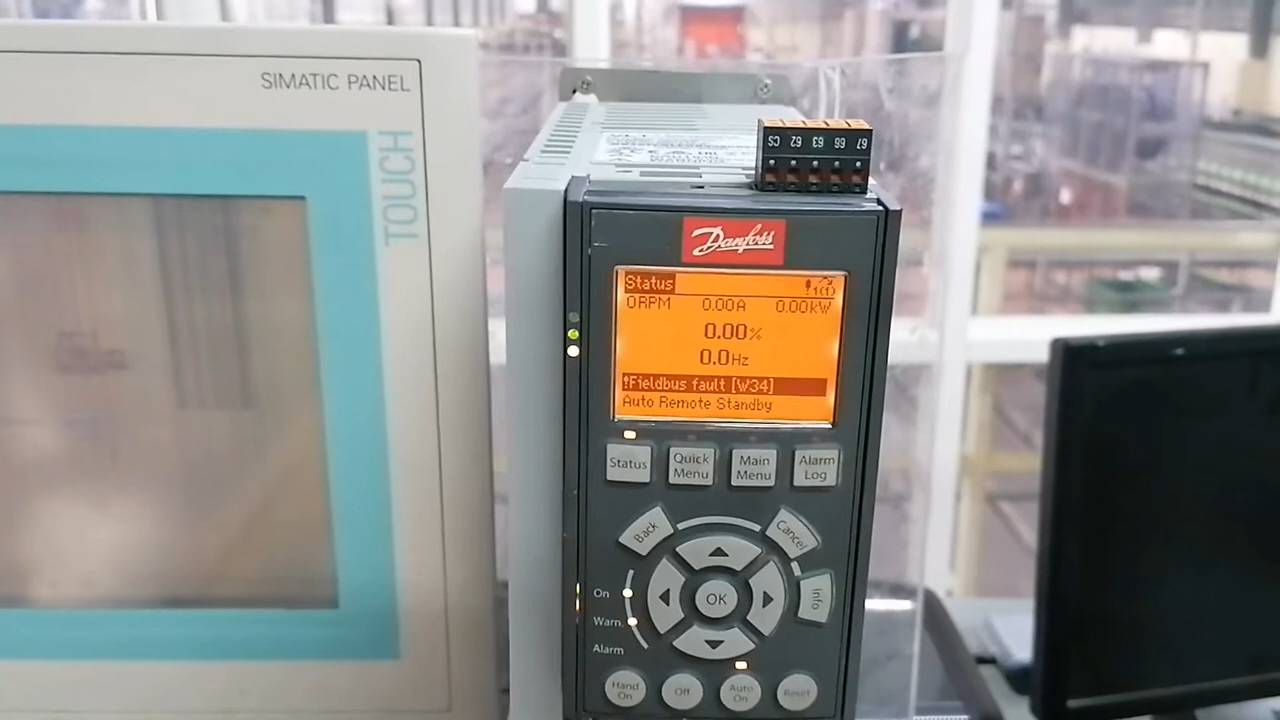 SIMATIC PANEL
TOUCH
CS 62 63 66 67
Danfoss
Status
1(1)
0RPM 0.00A 0.00kW
0.00%
0.0Hz
!Fieldbus fault [W34]
Auto Remote Standby
Status
Quick Menu
Main Menu
Alarm Log
Back
Cancel
Info
OK
On
Warn.
Alarm
Hand On
Off
Auto On
Reset